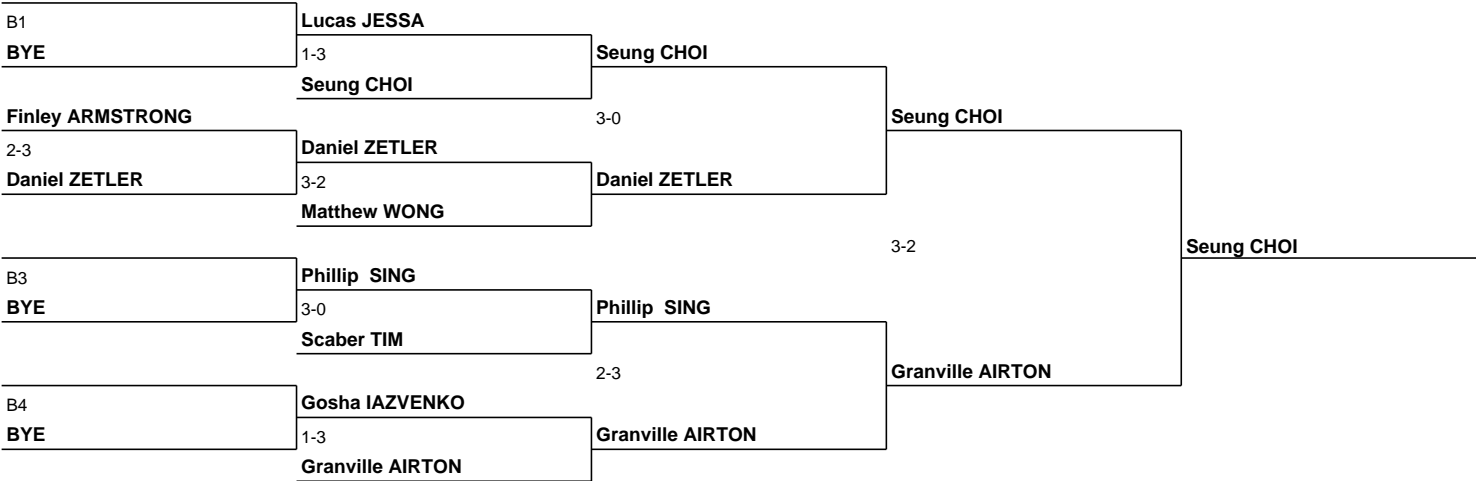 Lucas JESSA
B1
BYE
1-3
Seung CHOI
Seung CHOI
Finley ARMSTRONG
3-0
Seung CHOI
2-3
Daniel ZETLER
Daniel ZETLER
3-2
Daniel ZETLER
Matthew WONG
3-2
Seung CHOI
B3
Phillip  SING
BYE
3-0
Phillip  SING
Scaber TIM
2-3
Granville AIRTON
B4
Gosha IAZVENKO
BYE
1-3
Granville AIRTON
Granville AIRTON